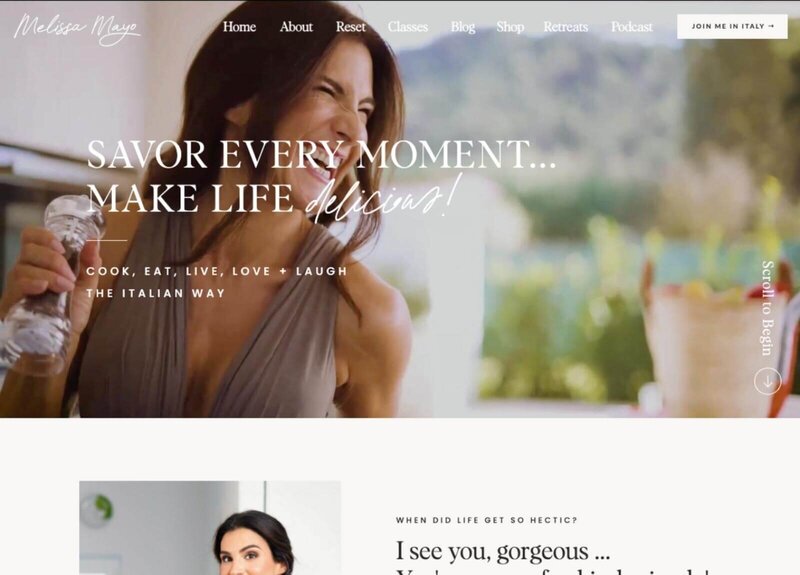 Melissa Mayo
Home About Reset Classes Blog Shop Retreats Podcast
JOIN ME IN ITALY →
SAVOR EVERY MOMENT...
MAKE LIFE delicious!
COOK, EAT, LIVE, LOVE + LAUGH
THE ITALIAN WAY
Scroll to Begin
WHEN DID LIFE GET SO HECTIC?
I see you, gorgeous ...